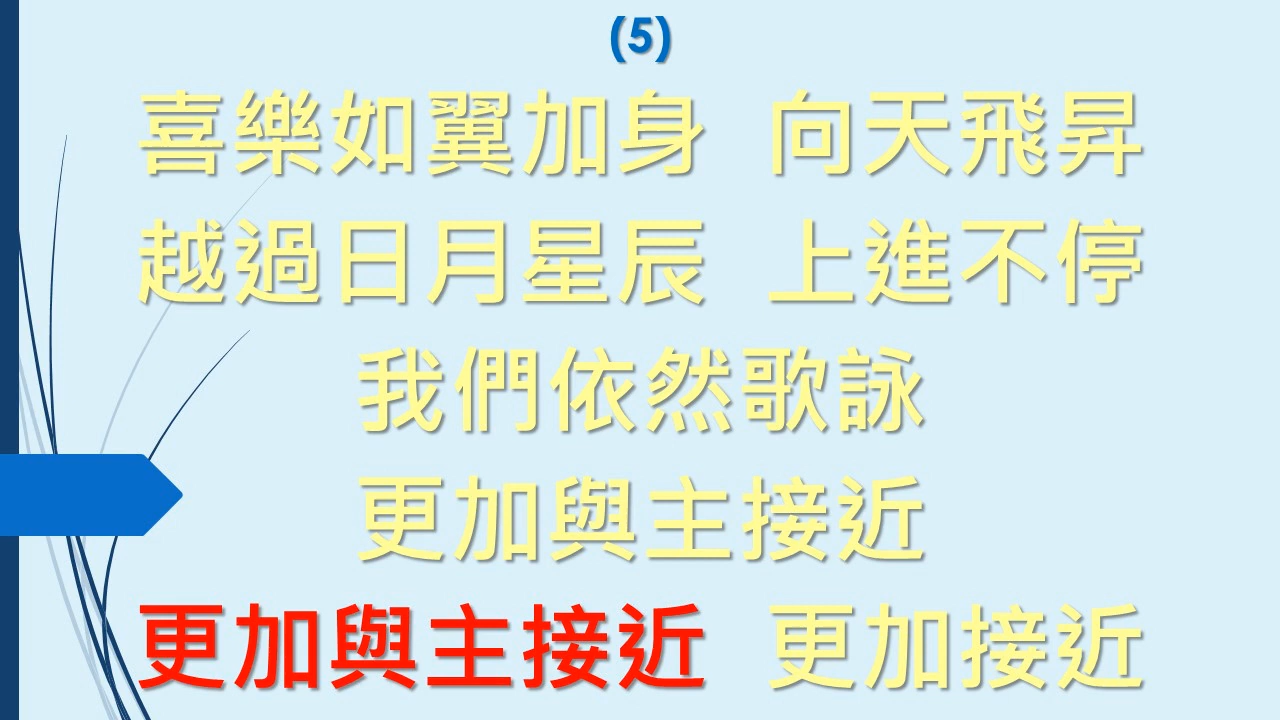 (5)
喜樂如翼加身 向天飛昇
越過日月星辰 上進不停
我們依然歌詠
更加與主接近
更加與主接近 更加接近